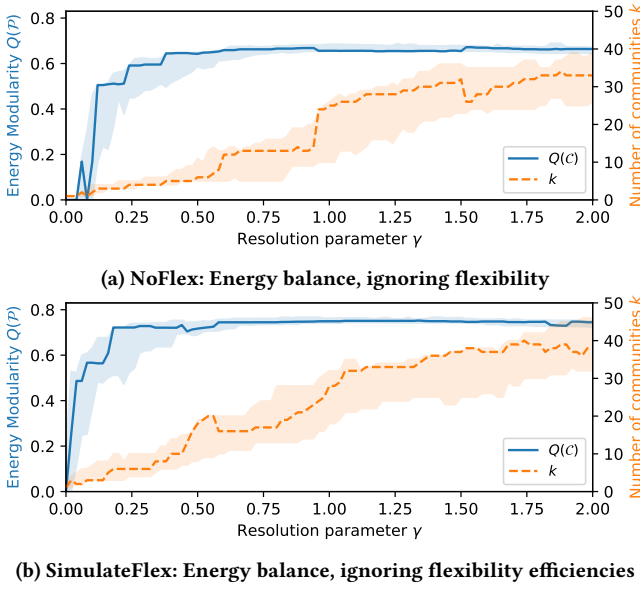 Energy Modularity Q(𝒫)
0.8
0.6
0.4
0.2
0.0
50
40
30
20
10
0
Number of communities k
Q(𝒞)
k
0.00 0.25 0.50 0.75 1.00 1.25 1.50 1.75 2.00
Resolution parameter γ
(a) NoFlex: Energy balance, ignoring flexibility
Energy Modularity Q(𝒫)
0.8
0.6
0.4
0.2
0.0
50
40
30
20
10
0
Number of communities k
Q(𝒞)
k
0.00 0.25 0.50 0.75 1.00 1.25 1.50 1.75 2.00
Resolution parameter γ
(b) SimulateFlex: Energy balance, ignoring flexibility efficiencies